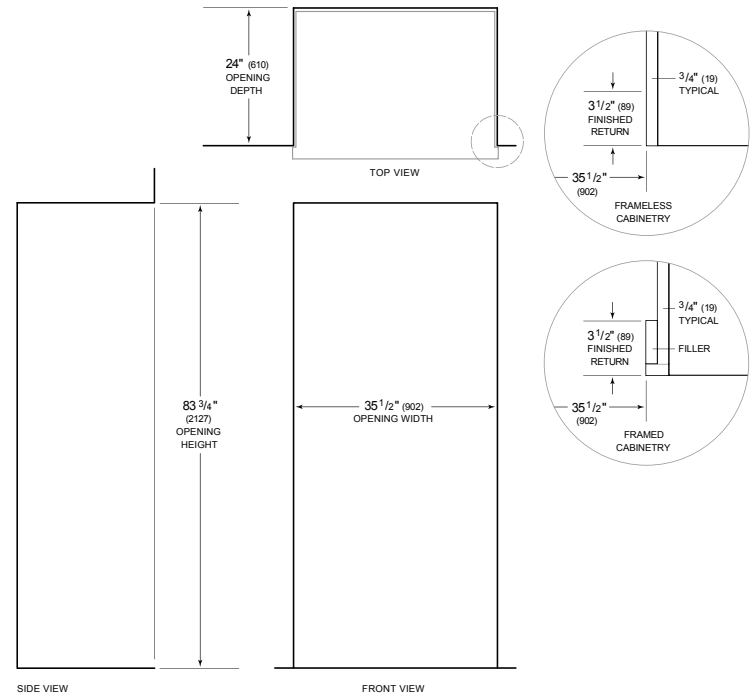 24" (610)
OPENING
DEPTH
TOP VIEW
3/4" (19)
TYPICAL
3 1/2" (89)
FINISHED
RETURN
35 1/2"
(902)
FRAMELESS
CABINETRY
3/4" (19)
TYPICAL
3 1/2" (89)
FINISHED
RETURN
FILLER
35 1/2"
(902)
FRAMED
CABINETRY
83 3/4"
(2127)
OPENING
HEIGHT
35 1/2" (902)
OPENING WIDTH
SIDE VIEW
FRONT VIEW